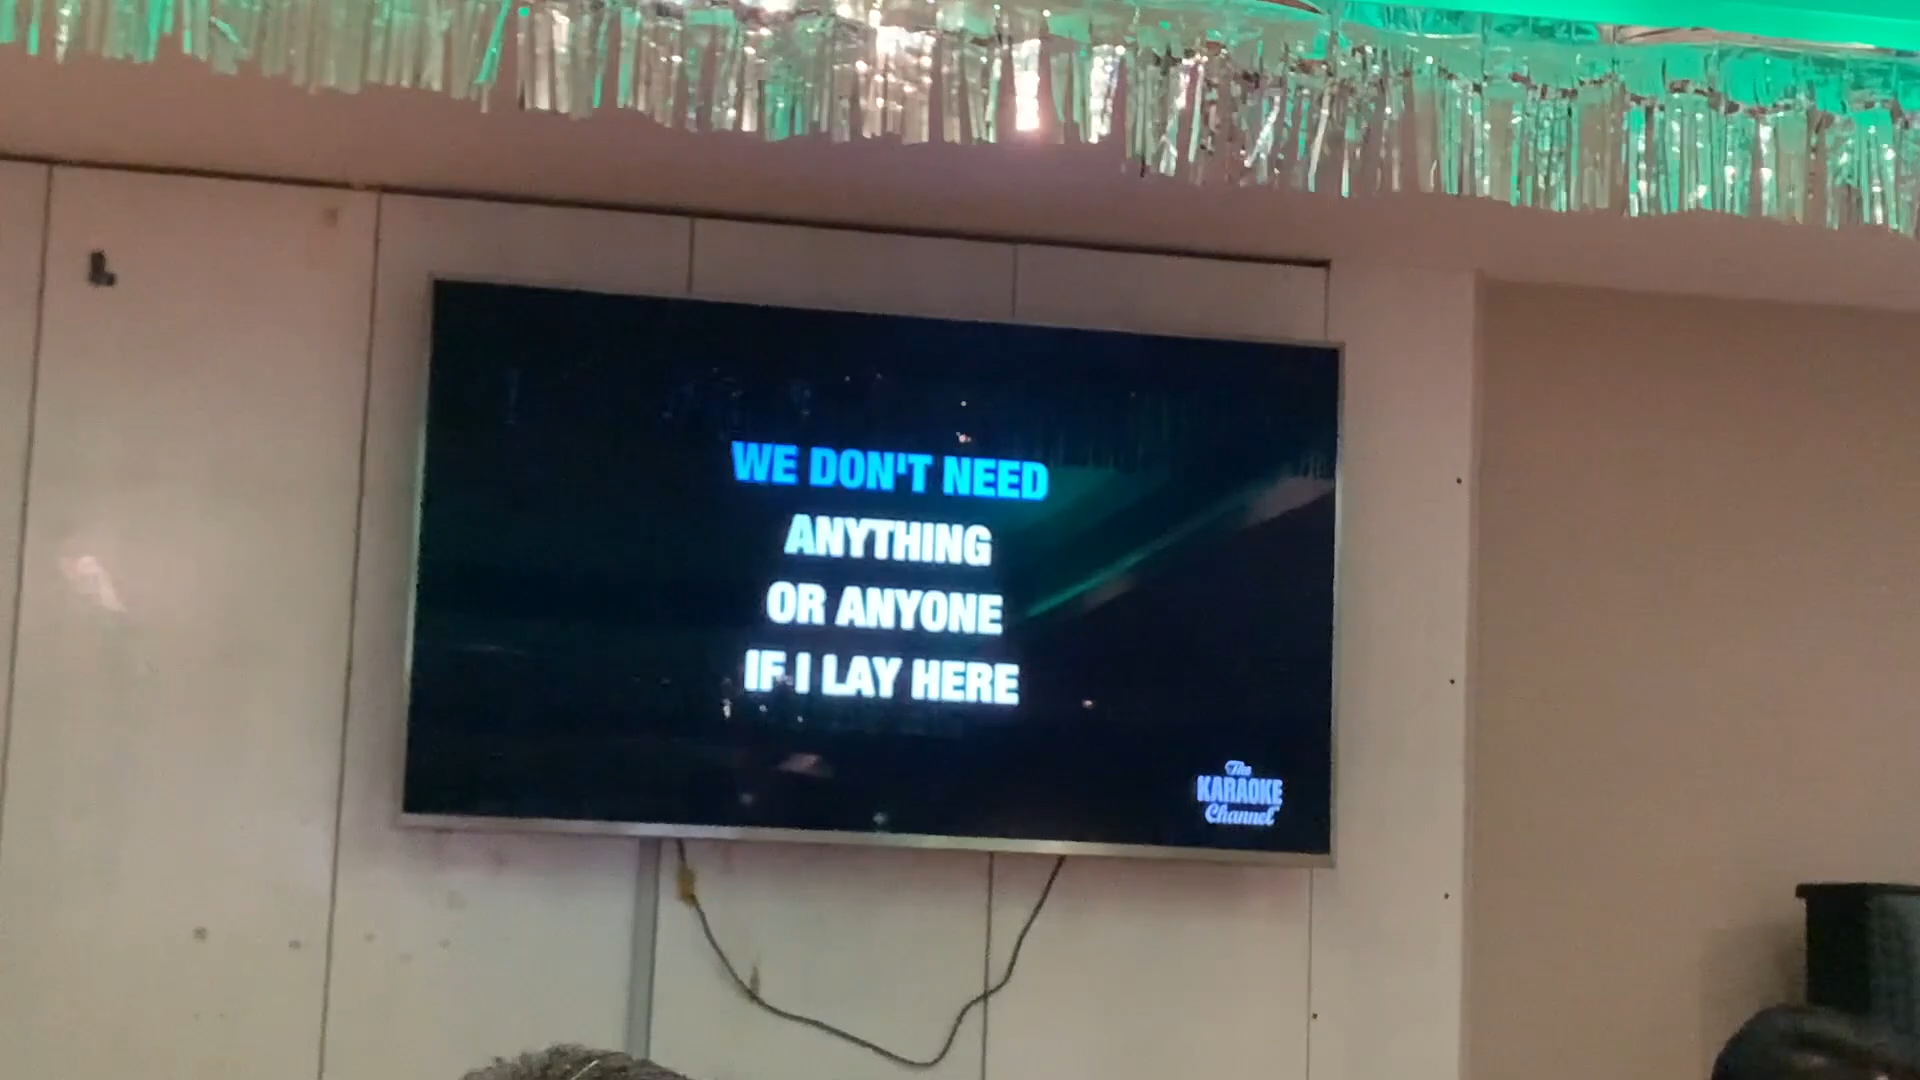 WE DON'T NEED
ANYTHING
OR ANYONE
IF I LAY HERE
The
KARAOKE
Channel